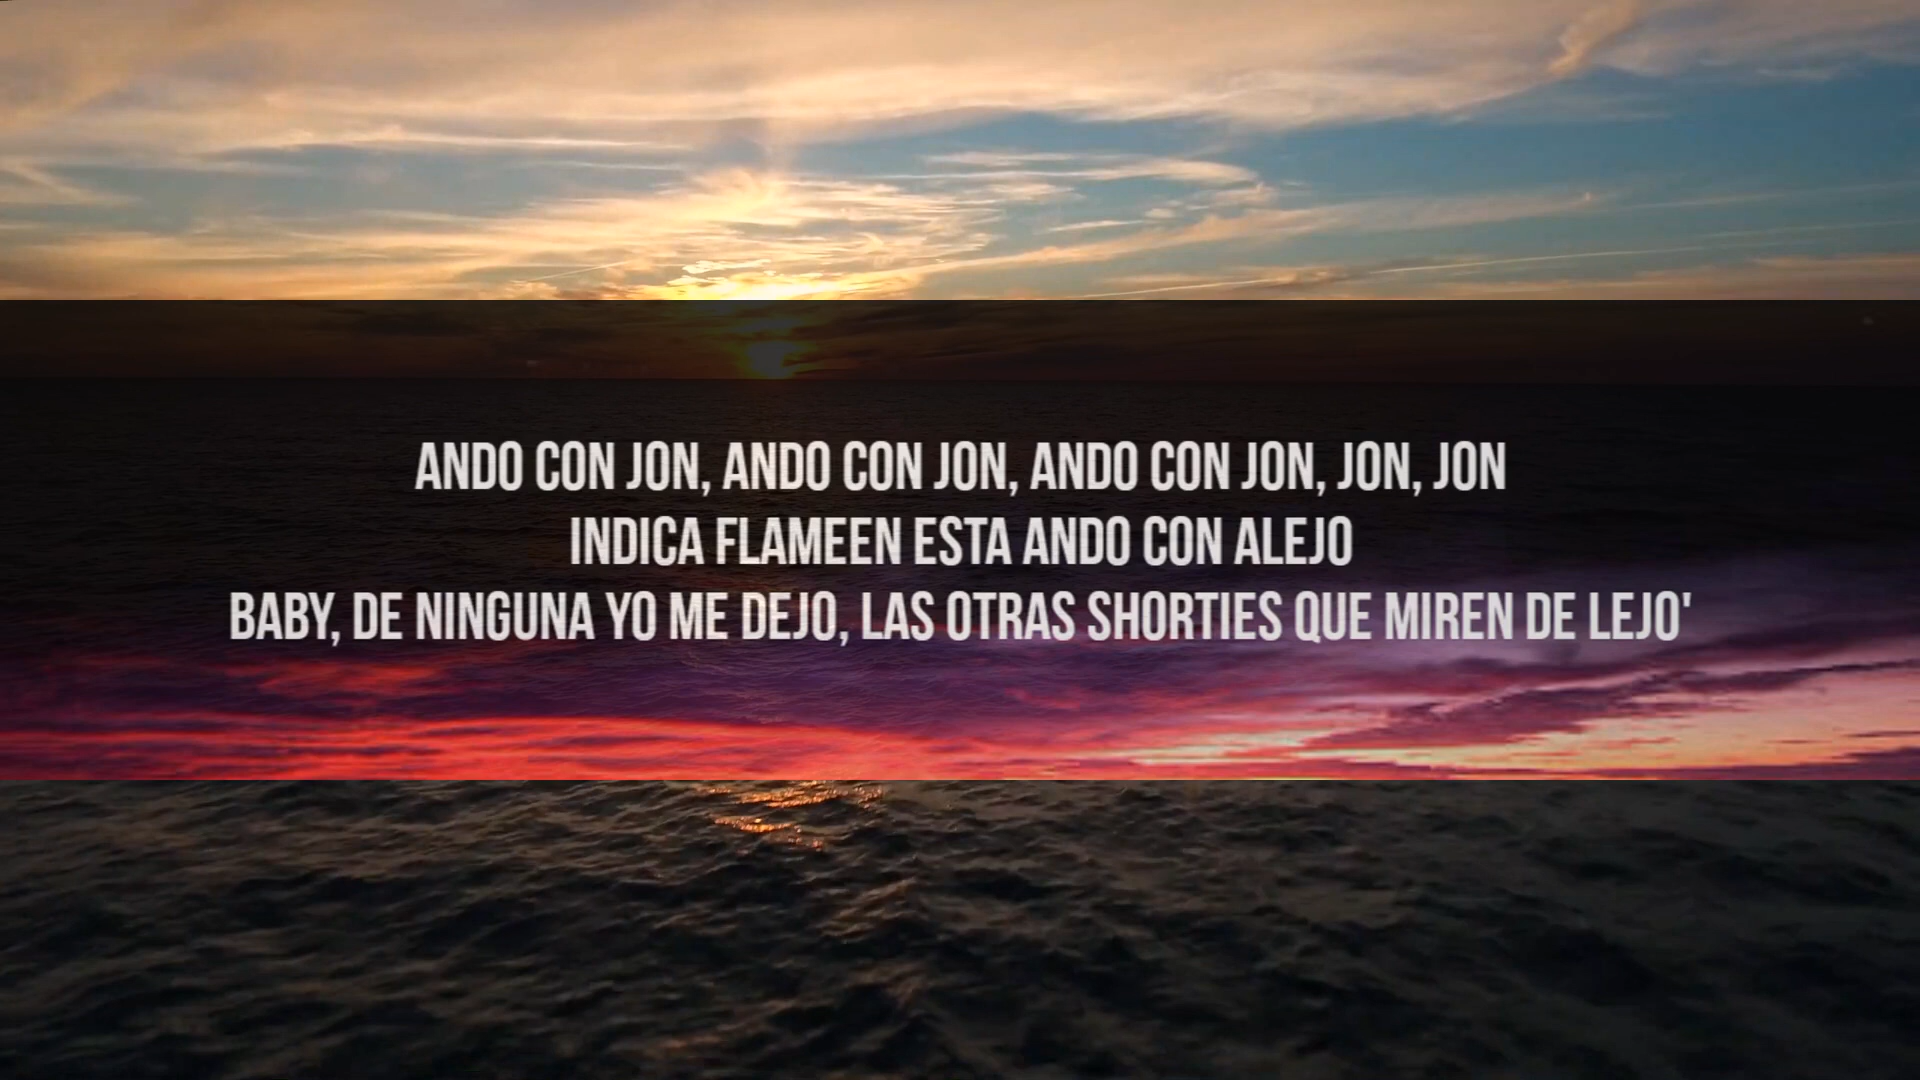 ANDO CON JON, ANDO CON JON, ANDO CON JON, JON, JON
INDICA FLAMEEN ESTA ANDO CON ALEJO
BABY, DE NINGUNA YO ME DEJO, LAS OTRAS SHORTIES QUE MIREN DE LEJO'